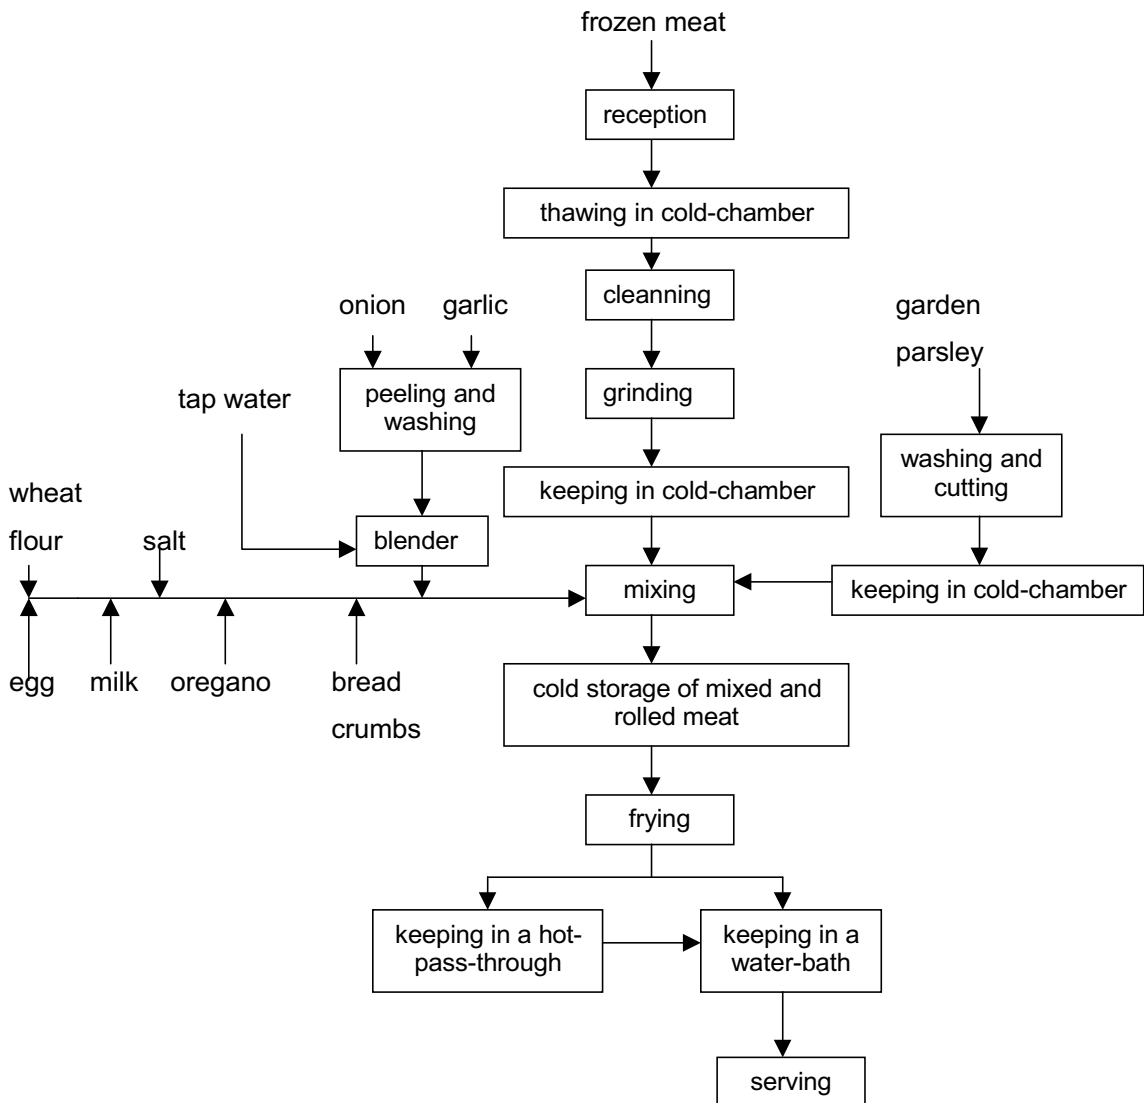 frozen meat
reception
thawing in cold-chamber
cleanning
onion
garlic
garden
parsley
tap water
peeling and
washing
grinding
washing and
cutting
wheat
flour
salt
blender
keeping in cold-chamber
mixing
keeping in cold-chamber
egg
milk
oregano
bread
crumbs
cold storage of mixed and
rolled meat
frying
keeping in a hot-
pass-through
keeping in a
water-bath
serving